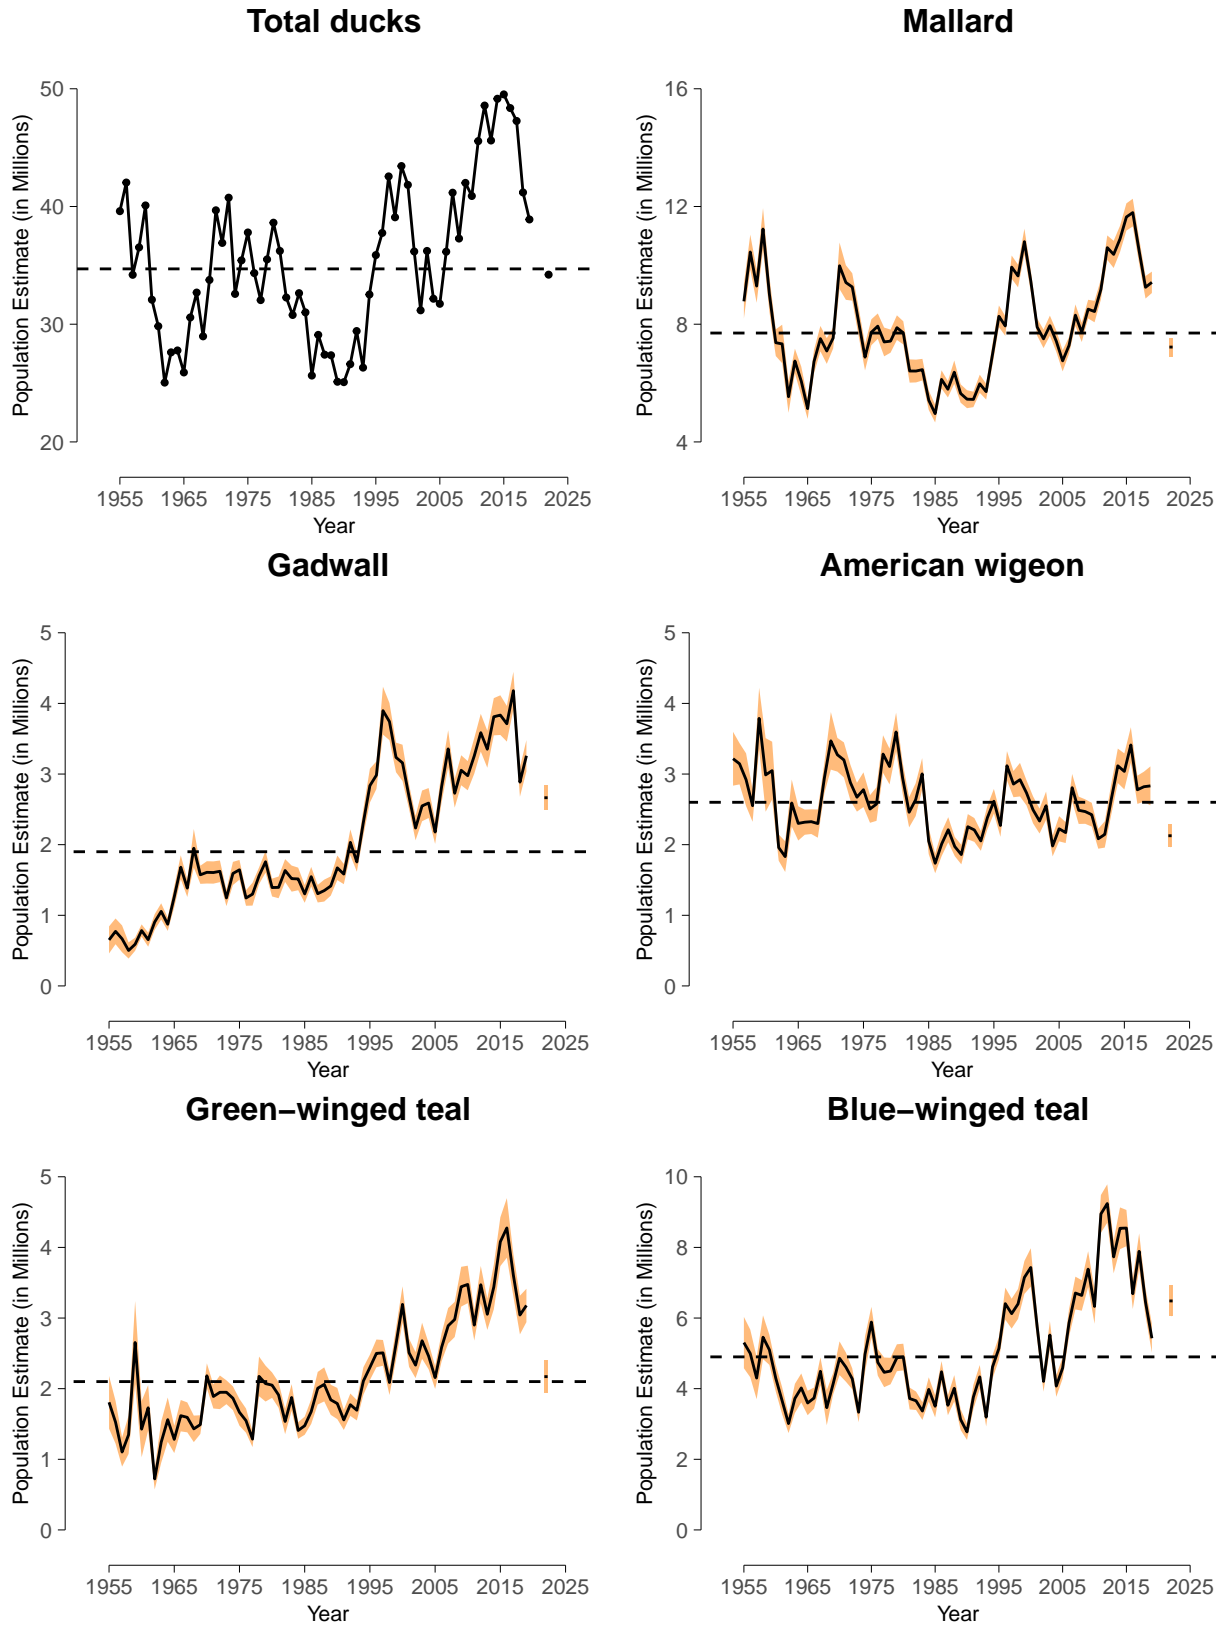 Total ducks
Population Estimate (in Millions)
50
40
30
20
1955 1965 1975 1985 1995 2005 2015 2025
Year
Mallard
Population Estimate (in Millions)
16
12
8
4
1955 1965 1975 1985 1995 2005 2015 2025
Year
Gadwall
Population Estimate (in Millions)
5
4
3
2
1
0
1955 1965 1975 1985 1995 2005 2015 2025
Year
American wigeon
Population Estimate (in Millions)
5
4
3
2
1
0
1955 1965 1975 1985 1995 2005 2015 2025
Year
Green−winged teal
Population Estimate (in Millions)
5
4
3
2
1
0
1955 1965 1975 1985 1995 2005 2015 2025
Year
Blue−winged teal
Population Estimate (in Millions)
10
8
6
4
2
0
1955 1965 1975 1985 1995 2005 2015 2025
Year